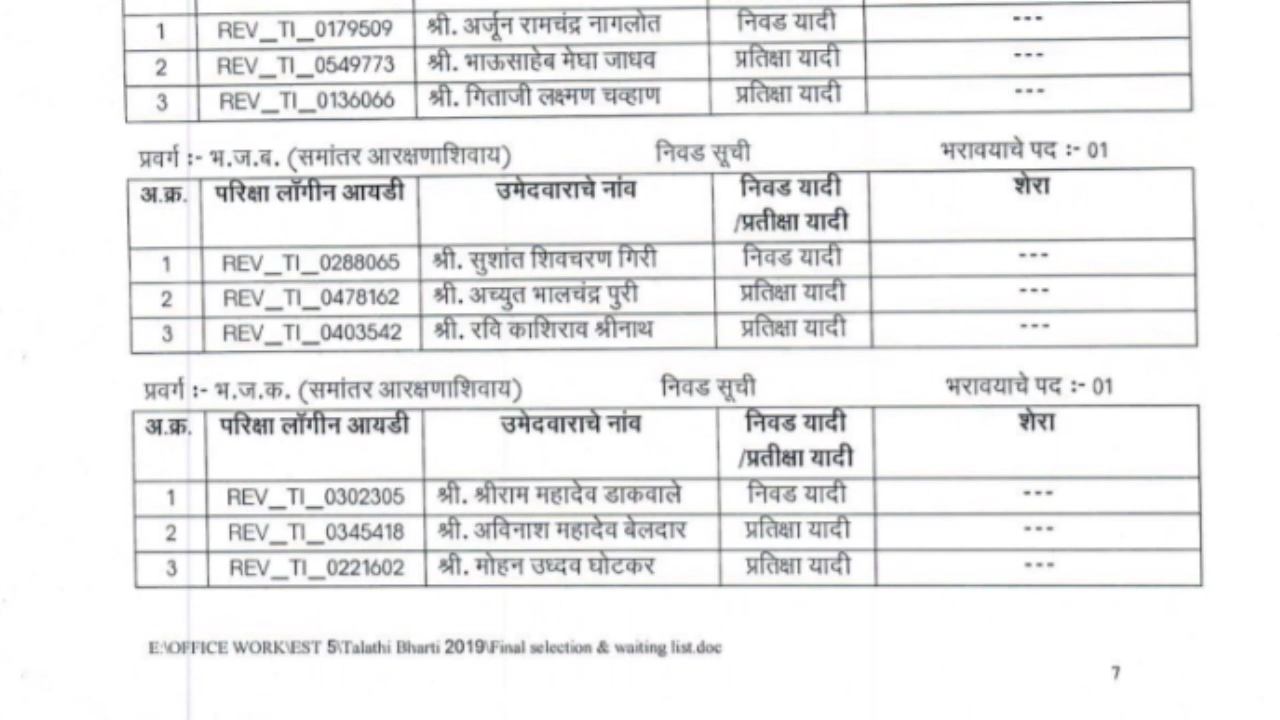 1 REV_TI_0179509 श्री. अर्जून रामचंद्र नागलोत निवड यादी ---
2 REV_TI_0549773 श्री. भाऊसाहेब मेघा जाधव प्रतिक्षा यादी ---
3 REV_TI_0136066 श्री. गिताजी लक्ष्मण चव्हाण प्रतिक्षा यादी ---
प्रवर्ग :- भ.ज.ब. (समांतर आरक्षणाशिवाय) निवड सूची भरावयाचे पद :- 01
अ.क्र. परिक्षा लॉगीन आयडी उमेदवाराचे नांव निवड यादी शेरा
/प्रतीक्षा यादी
1 REV_TI_0288065 श्री. सुशांत शिवचरण गिरी निवड यादी ---
2 REV_TI_0478162 श्री. अच्युत भालचंद्र पुरी प्रतिक्षा यादी ---
3 REV_TI_0403542 श्री. रवि काशिराव श्रीनाथ प्रतिक्षा यादी ---
प्रवर्ग :- भ.ज.क. (समांतर आरक्षणाशिवाय) निवड सूची भरावयाचे पद :- 01
अ.क्र. परिक्षा लॉगीन आयडी उमेदवाराचे नांव निवड यादी शेरा
/प्रतीक्षा यादी
1 REV_TI_0302305 श्री. श्रीराम महादेव डाकवाले निवड यादी ---
2 REV_TI_0345418 श्री. अविनाश महादेव बेलदार प्रतिक्षा यादी ---
3 REV_TI_0221602 श्री. मोहन उध्दव घोटकर प्रतिक्षा यादी ---
E:\OFFICE WORK\EST 5\Talathi Bharti 2019\Final selection & waiting list.doc
7